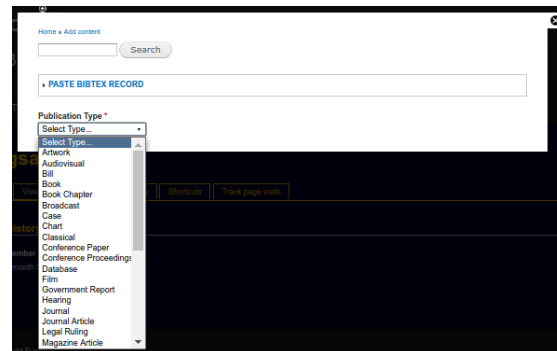 Home » Add content
Search
PASTE BIBTEX RECORD
Publication Type *
Select Type...
Select Type...
Artwork
Audiovisual
Bill
Book
Book Chapter
Broadcast
Case
Chart
Classical
Conference Paper
Conference Proceedings
Database
Film
Government Report
Hearing
Journal
Journal Article
Legal Ruling
Magazine Article
Shortcuts
Track page visits